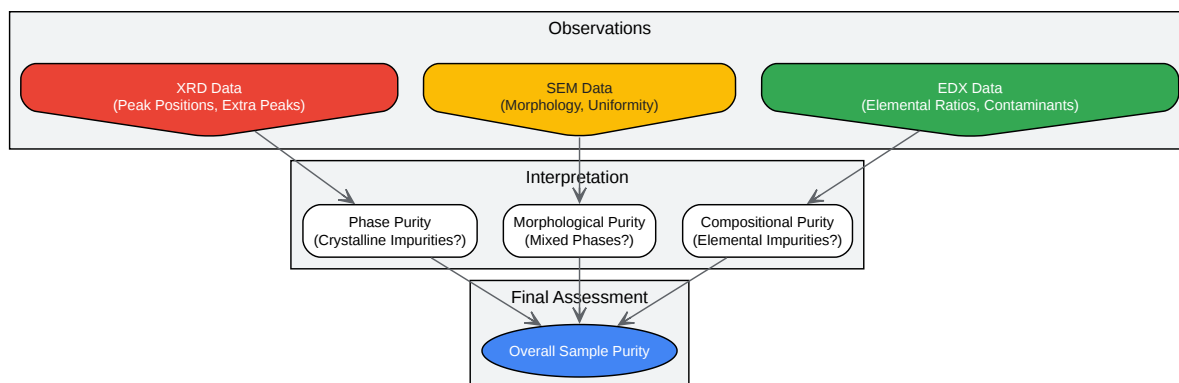 Observations
XRD Data
(Peak Positions, Extra Peaks)
SEM Data
(Morphology, Uniformity)
EDX Data
(Elemental Ratios, Contaminants)
Interpretation
Phase Purity
(Crystalline Impurities?)
Morphological Purity
(Mixed Phases?)
Compositional Purity
(Elemental Impurities?)
Final Assessment
Overall Sample Purity